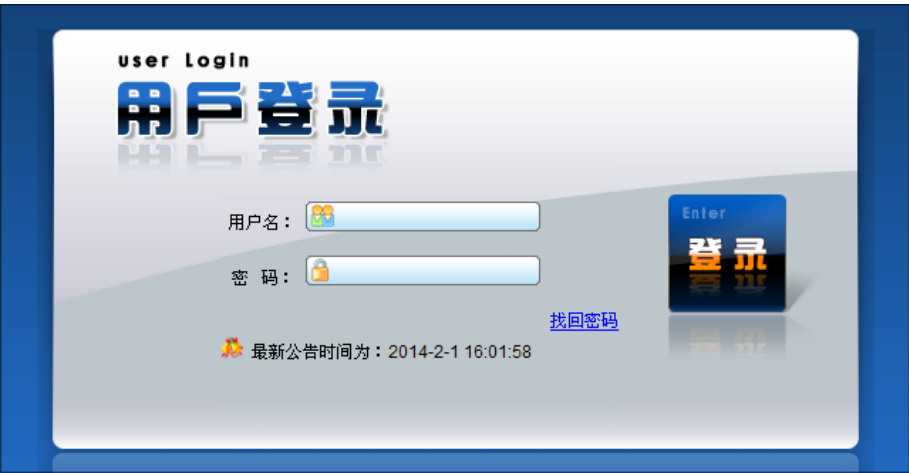 user Login
用戶登录
用户名：
Enter
登录
密 码：
找回密码
最新公告时间为：2014-2-1 16:01:58